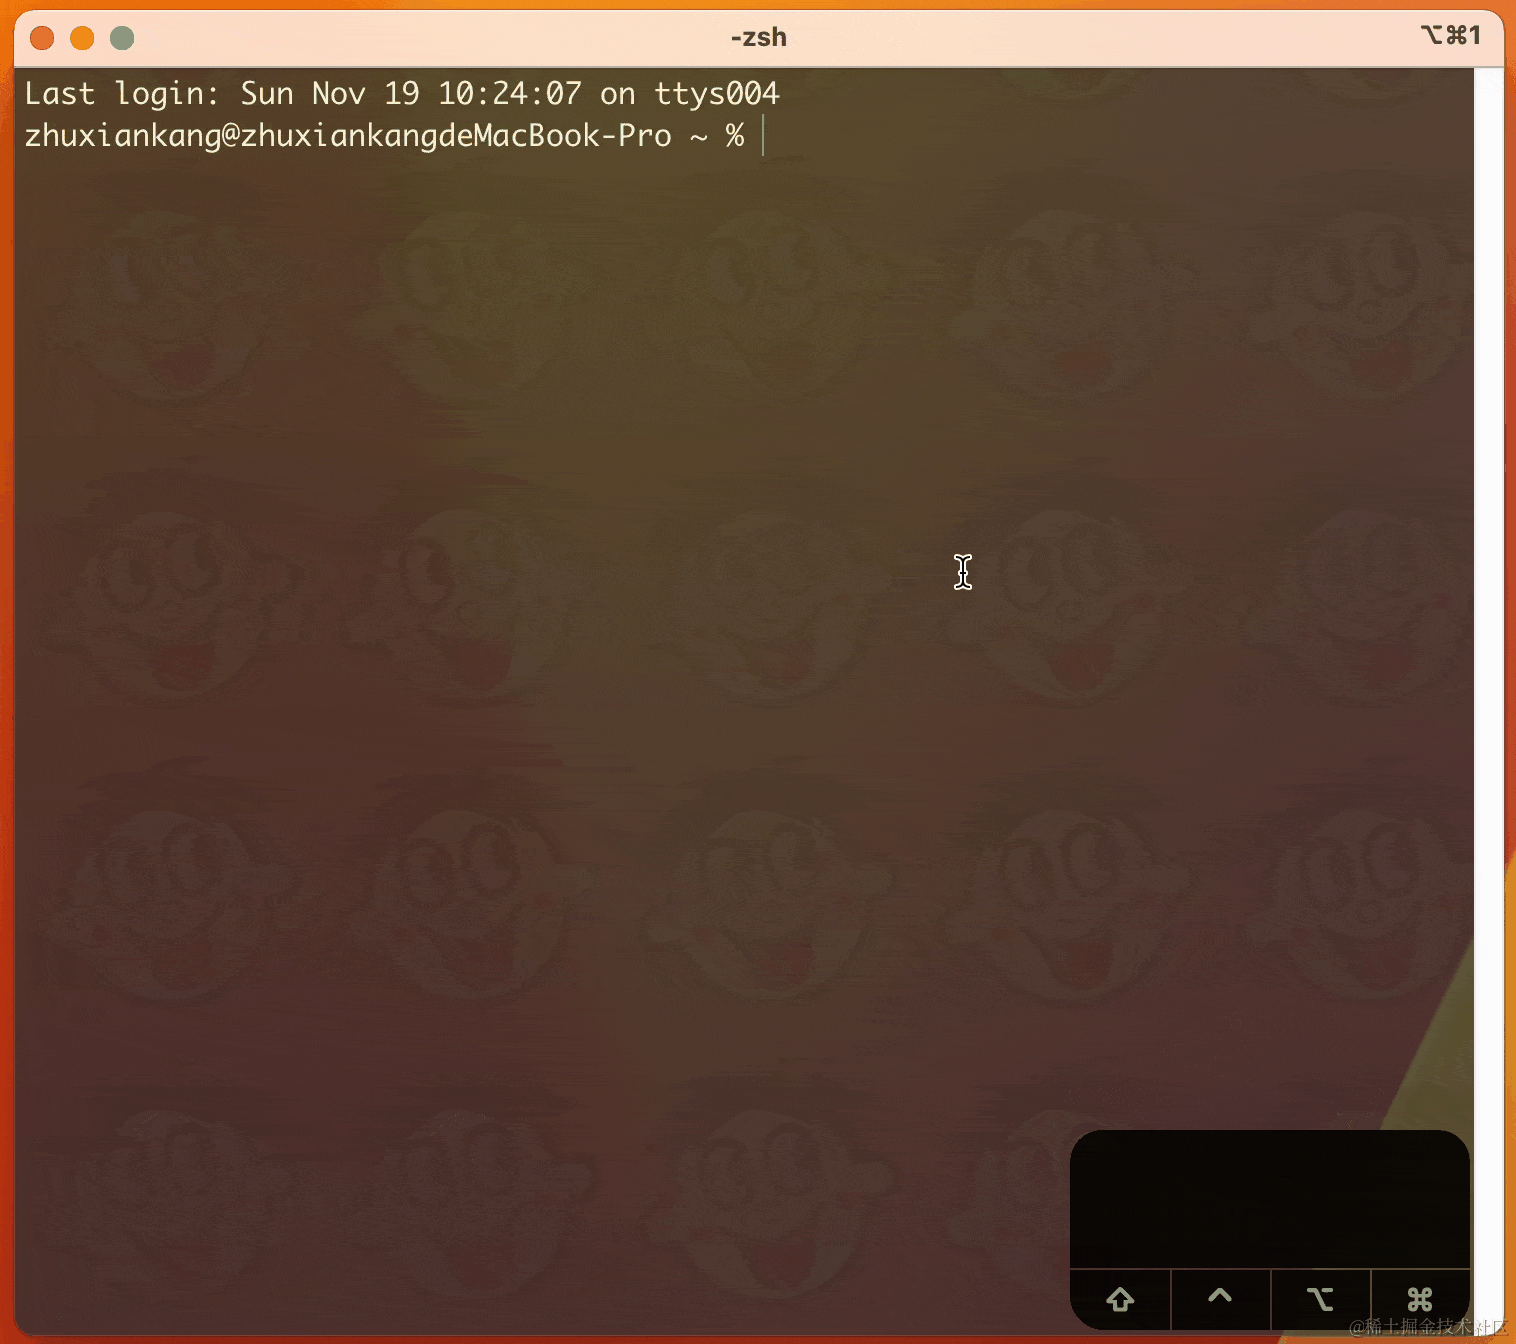 -zsh
⌥⌘1
Last login: Sun Nov 19 10:24:07 on ttys004
zhuxiankang@zhuxiankangdeMacBook-Pro ~ %
⇧ ^ ⌥ ⌘
@稀土掘金技术社区